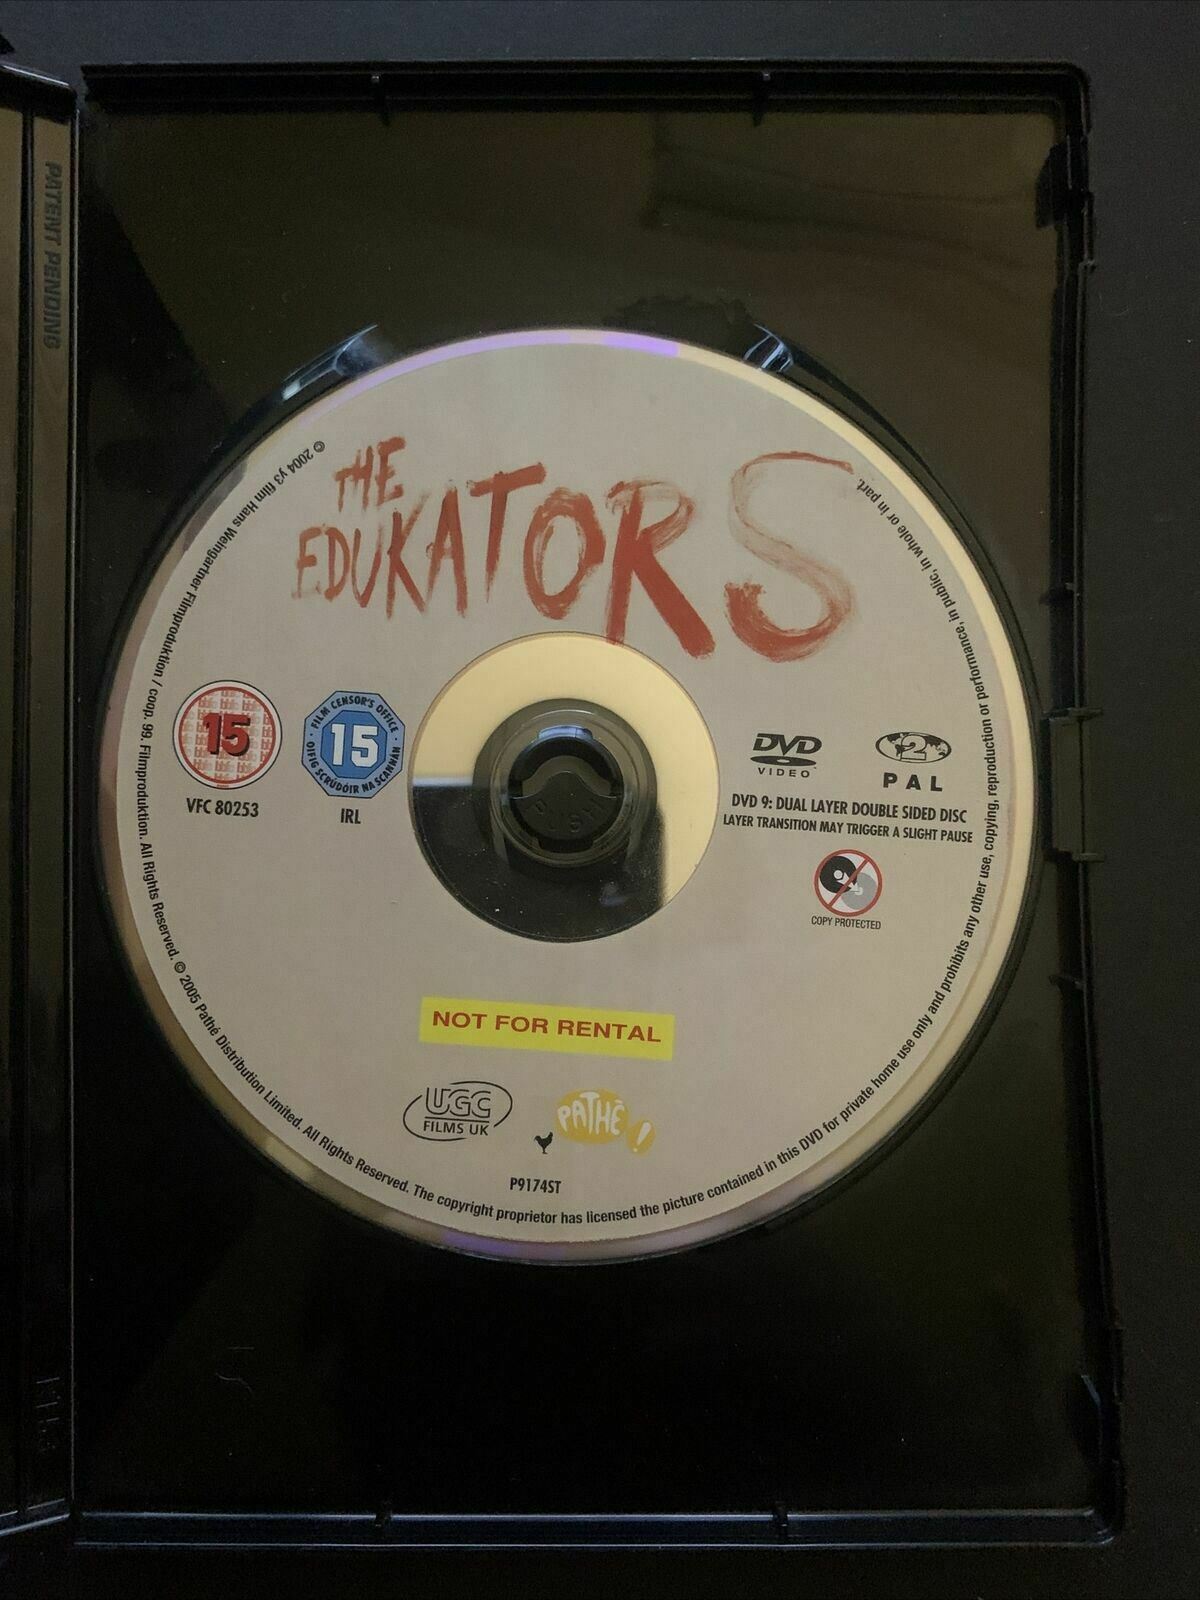 PATENT PENDING
THE
EDUKATORS
15
VFC 80253
· FILM CENSOR'S OFFICE ·
15
OIFIG SCRÚDÓIR NA SCANNÁN
IRL
DVD
VIDEO
2
PAL
DVD 9: DUAL LAYER DOUBLE SIDED DISC
LAYER TRANSITION MAY TRIGGER A SLIGHT PAUSE
COPY PROTECTED
PUSH
NOT FOR RENTAL
UGC
FILMS UK
PATHÉ!
P9174ST
© 2004 y3 film Hans Weingartner Filmproduktion / coop. 99. Filmproduktion. All Rights Reserved. © 2005 Pathé Distribution Limited. All Rights Reserved. The copyright proprietor has licensed the picture contained in this DVD for private home use only and prohibits any other use, copying, reproduction or performance, in public, in whole or in part.